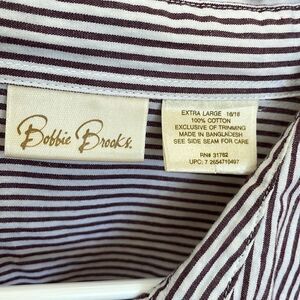 Bobbie Brooks.
EXTRA LARGE 16/18
100% COTTON
EXCLUSIVE OF TRIMMING
MADE IN BANGLADESH
SEE SIDE SEAM FOR CARE
RN# 31762
UPC: 7 2654710497